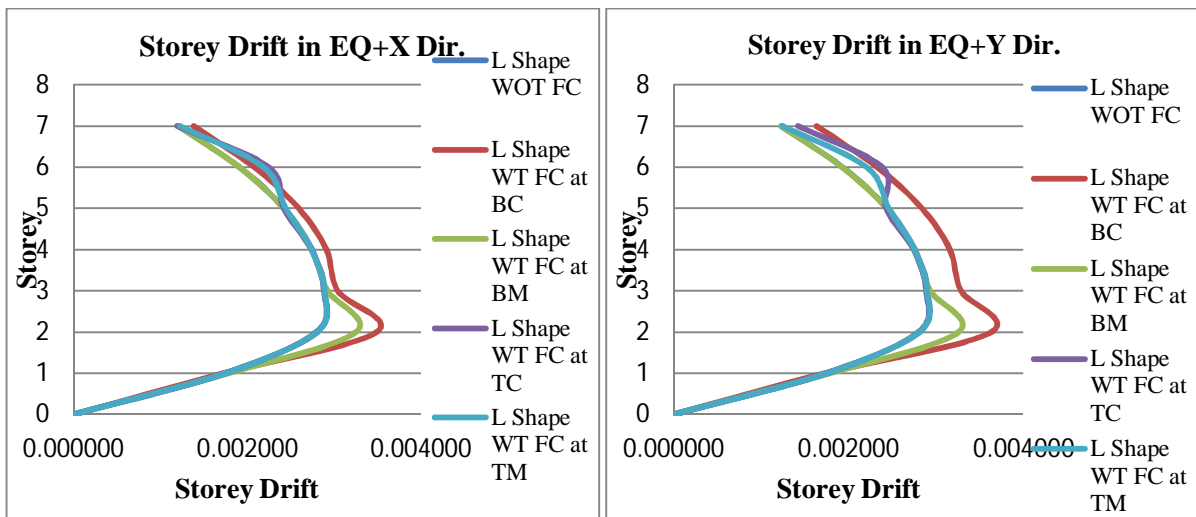 Storey Drift in EQ+X Dir.
8
7
6
5
4
3
2
1
0
Storey
0.000000
0.002000
0.004000
Storey Drift
L Shape
WOT FC
L Shape
WT FC at
BC
L Shape
WT FC at
BM
L Shape
WT FC at
TC
L Shape
WT FC at
TM
Storey Drift in EQ+Y Dir.
8
7
6
5
4
3
2
1
0
Storey
0.000000
0.002000
0.004000
Storey Drift
L Shape
WOT FC
L Shape
WT FC at
BC
L Shape
WT FC at
BM
L Shape
WT FC at
TC
L Shape
WT FC at
TM